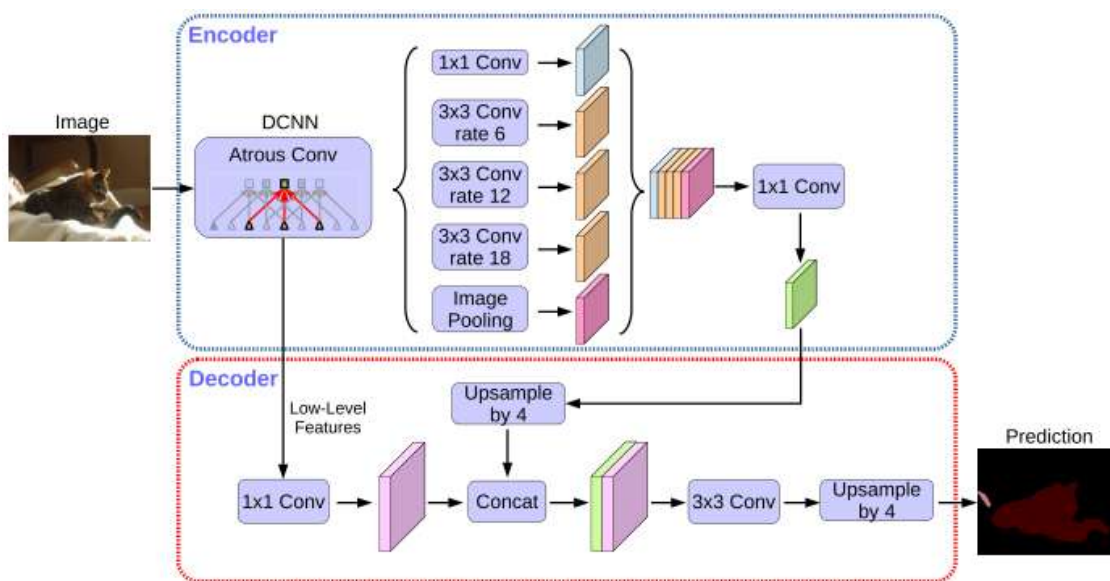 Encoder
Image
DCNN
Atrous Conv
1x1 Conv
3x3 Conv
rate 6
3x3 Conv
rate 12
3x3 Conv
rate 18
Image
Pooling
1x1 Conv
Decoder
Low-Level
Features
Upsample
by 4
1x1 Conv
Concat
3x3 Conv
Upsample
by 4
Prediction